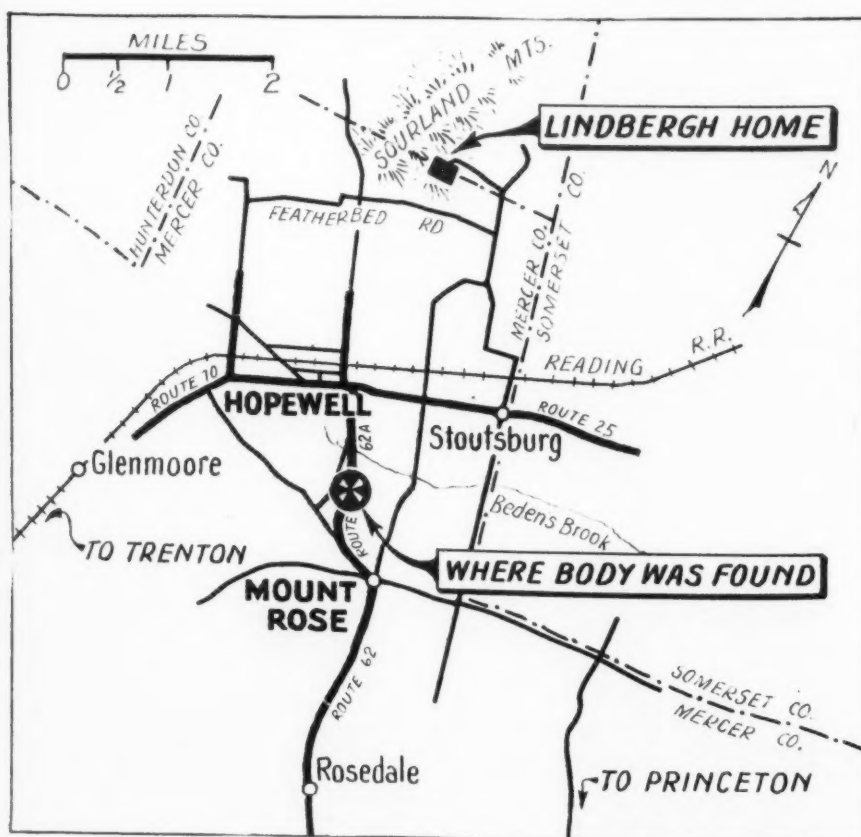 MILES
0 ½ 1 2
SOURLAND MTS.
LINDBERGH HOME
N
HUNTERDON CO.
MERCER CO.
FEATHERBED RD
MERCER CO.
SOMERSET CO.
READING R.R.
ROUTE 10
HOPEWELL
62A
ROUTE 25
Stoutsburg
Glenmoore
Bedens Brook
ROUTE
TO TRENTON
WHERE BODY WAS FOUND
MOUNT
ROSE
ROUTE 62
SOMERSET CO.
MERCER CO.
Rosedale
TO PRINCETON